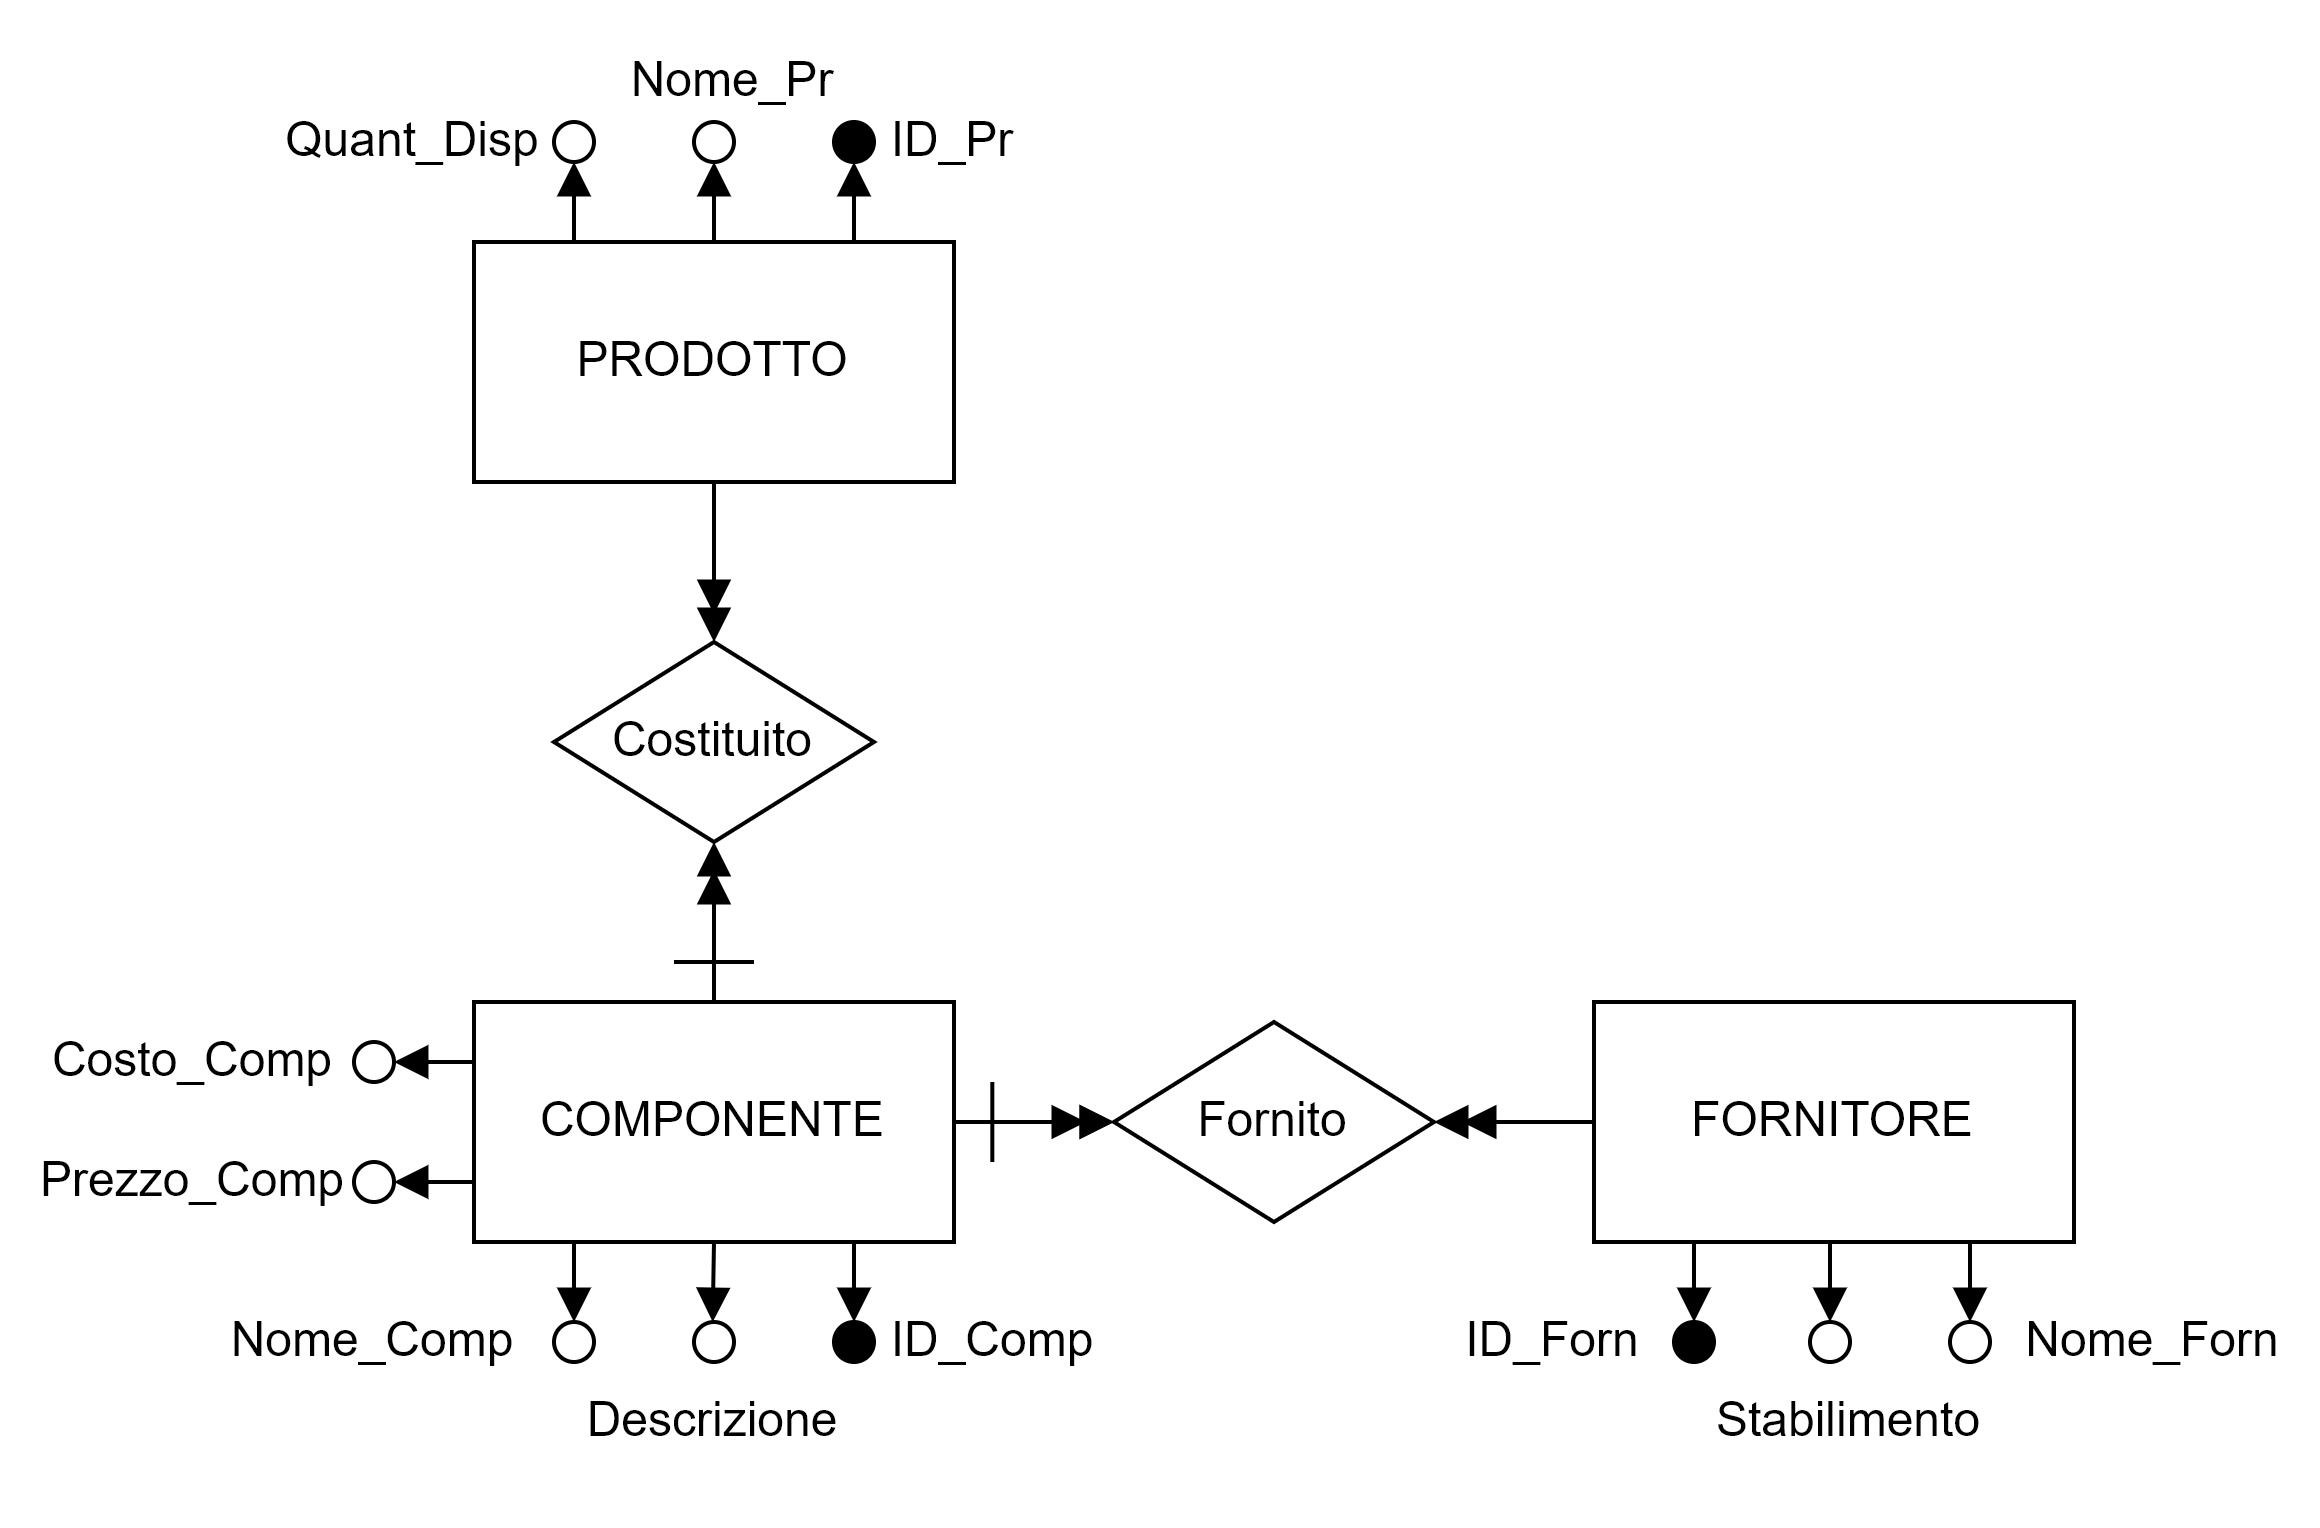 Nome_Pr
Quant_Disp
ID_Pr
PRODOTTO
Costituito
Costo_Comp
COMPONENTE
Fornito
FORNITORE
Prezzo_Comp
Nome_Comp
ID_Comp
ID_Forn
Nome_Forn
Descrizione
Stabilimento